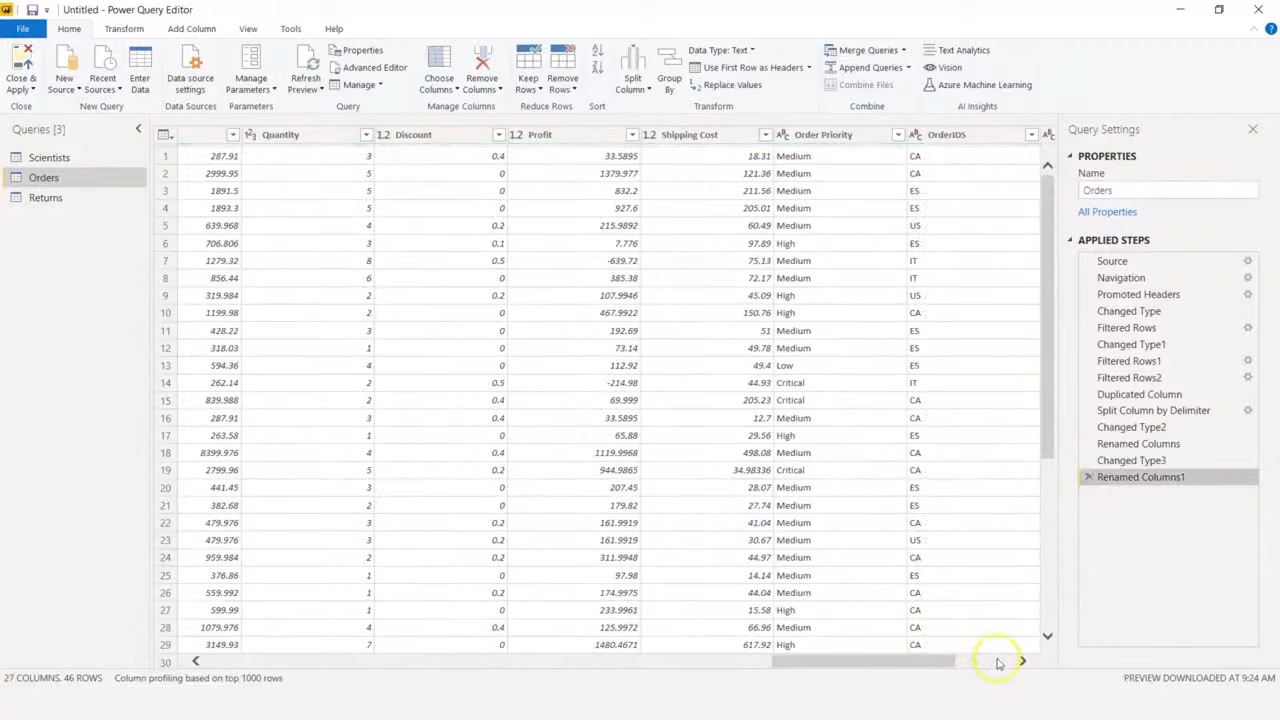 Untitled - Power Query Editor
File Home Transform Add Column View Tools Help
Close & Apply New Source Recent Sources Enter Data Data source settings Manage Parameters Refresh Preview Properties Advanced Editor Manage Choose Columns Remove Columns Keep Rows Remove Rows Split Column Group By Data Type: Text Use First Row as Headers Replace Values Merge Queries Append Queries Combine Files Text Analytics Vision Azure Machine Learning
Close New Query Data Sources Parameters Query Manage Columns Reduce Rows Sort Transform Combine AI Insights
Queries [3]
Scientists
Orders
Returns
1²3 Quantity 1.2 Discount 1.2 Profit 1.2 Shipping Cost ABC Order Priority ABC OrderIDS ABC
1 287.91 3 0.4 33.5895 18.31 Medium CA
2 2999.95 5 0 1379.977 121.36 Medium CA
3 1891.5 5 0 832.2 211.56 Medium ES
4 1893.3 5 0 927.6 205.01 Medium ES
5 639.968 4 0.2 215.9892 60.49 Medium US
6 706.806 3 0.1 7.776 97.89 High ES
7 1279.32 8 0.5 -639.72 75.13 Medium IT
8 856.44 6 0 385.38 72.17 Medium IT
9 319.984 2 0.2 107.9946 45.09 High US
10 1199.98 2 0 467.9922 150.76 High CA
11 428.22 3 0 192.69 51 Medium ES
12 318.03 1 0 73.14 49.78 Medium ES
13 594.36 4 0 112.92 49.4 Low ES
14 262.14 2 0.5 -214.98 44.93 Critical IT
15 839.988 2 0.4 69.999 205.23 Critical CA
16 287.91 3 0.4 33.5895 12.7 Medium CA
17 263.58 1 0 65.88 29.56 High ES
18 8399.976 4 0.4 1119.9968 498.08 Medium CA
19 2799.96 5 0.2 944.9865 34.98336 Critical CA
20 441.45 3 0 207.45 28.07 Medium ES
21 382.68 2 0 179.82 27.74 Medium ES
22 479.976 3 0.2 161.9919 41.04 Medium CA
23 479.976 3 0.2 161.9919 30.67 Medium US
24 959.984 2 0.2 311.9948 44.97 Medium CA
25 376.86 1 0 97.98 14.14 Medium ES
26 559.992 1 0.2 174.9975 44.04 Medium CA
27 599.99 1 0 233.9961 15.58 High CA
28 1079.976 4 0.4 125.9972 66.96 Medium CA
29 3149.93 7 0 1480.4671 617.92 High CA
30
Query Settings
PROPERTIES
Name
Orders
All Properties
APPLIED STEPS
Source
Navigation
Promoted Headers
Changed Type
Filtered Rows
Changed Type1
Filtered Rows1
Filtered Rows2
Duplicated Column
Split Column by Delimiter
Changed Type2
Renamed Columns
Changed Type3
Renamed Columns1
27 COLUMNS, 46 ROWS Column profiling based on top 1000 rows PREVIEW DOWNLOADED AT 9:24 AM